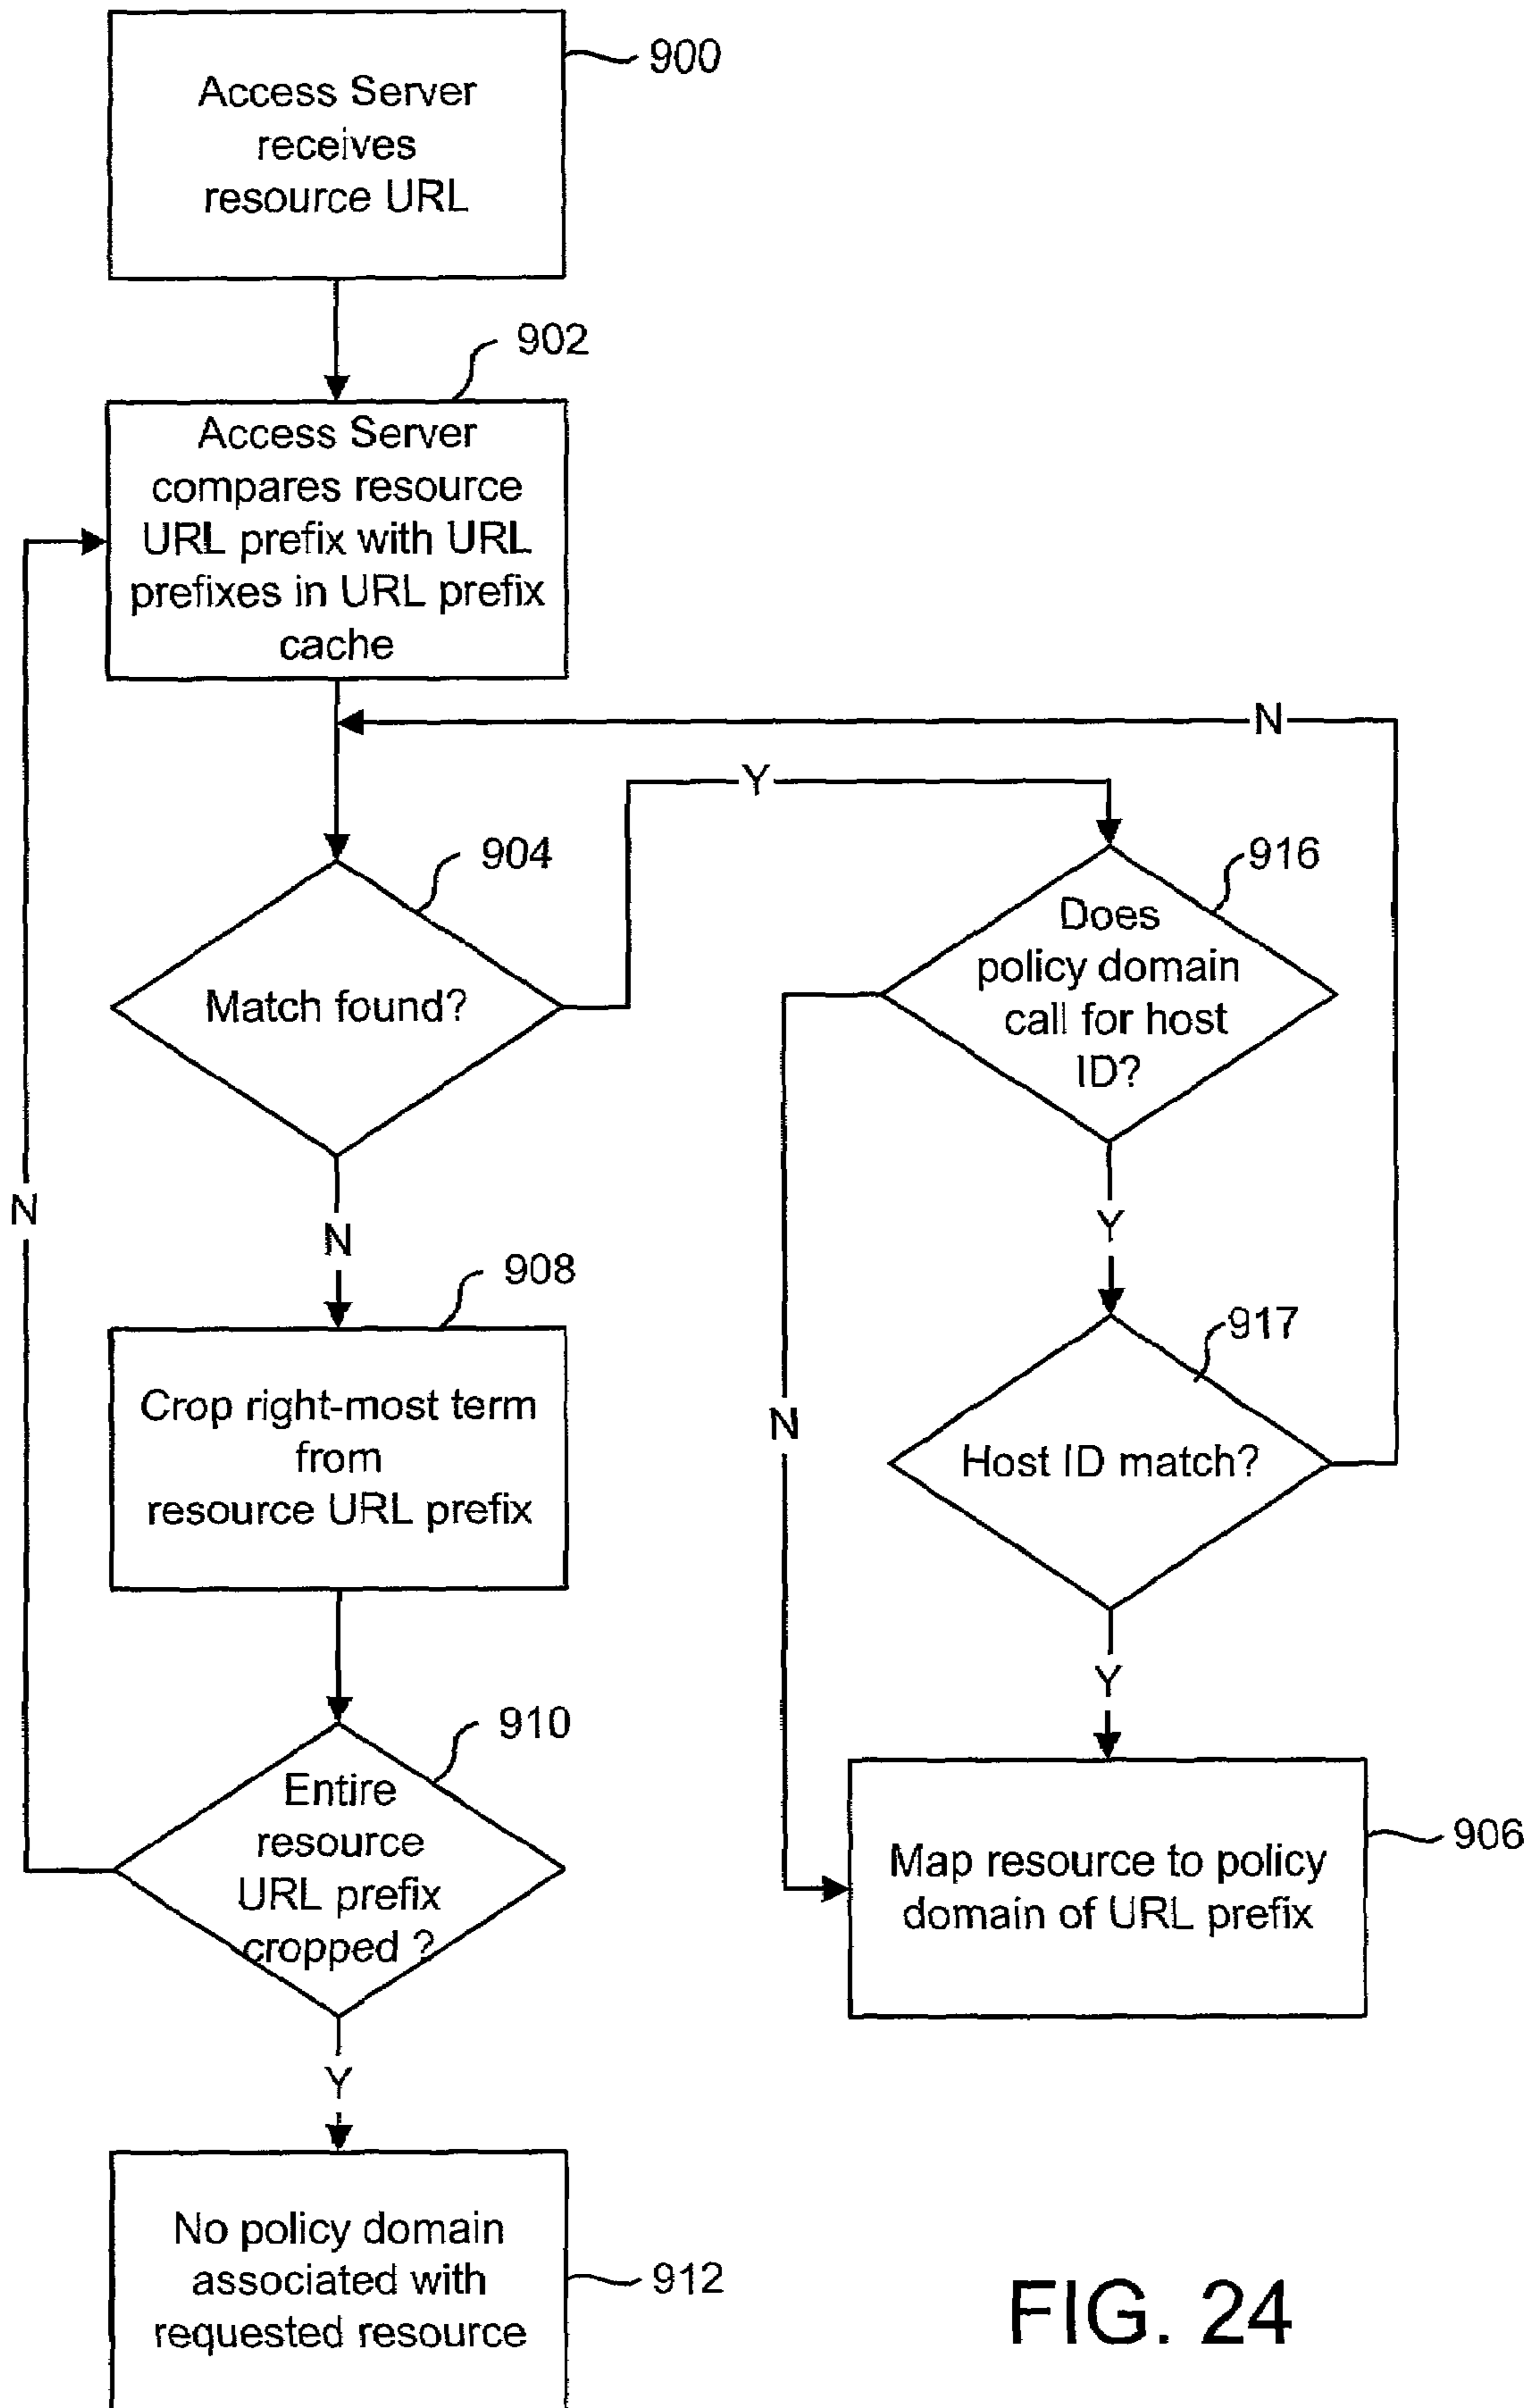 Access Server
receives
resource URL
900
902
Access Server
compares resource
URL prefix with URL
prefixes in URL prefix
cache
N
Y
904
Match found?
916
Does
policy domain
call for host
ID?
N
N
Y
908
Crop right-most term
from
resource URL prefix
917
Host ID match?
N
Y
910
Entire
resource
URL prefix
cropped ?
906
Map resource to policy
domain of URL prefix
Y
No policy domain
associated with
requested resource
912
FIG. 24